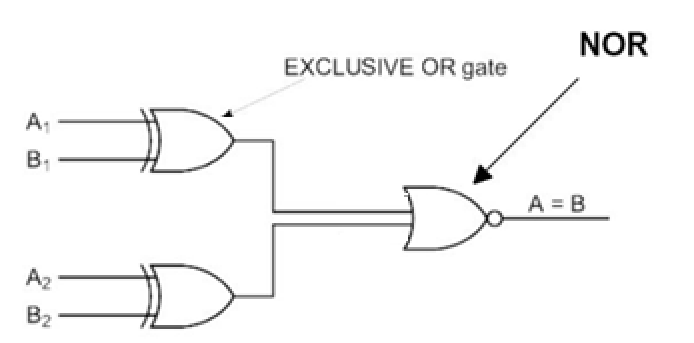 NOR
EXCLUSIVE OR gate
A₁
B₁
A = B
A₂
B₂